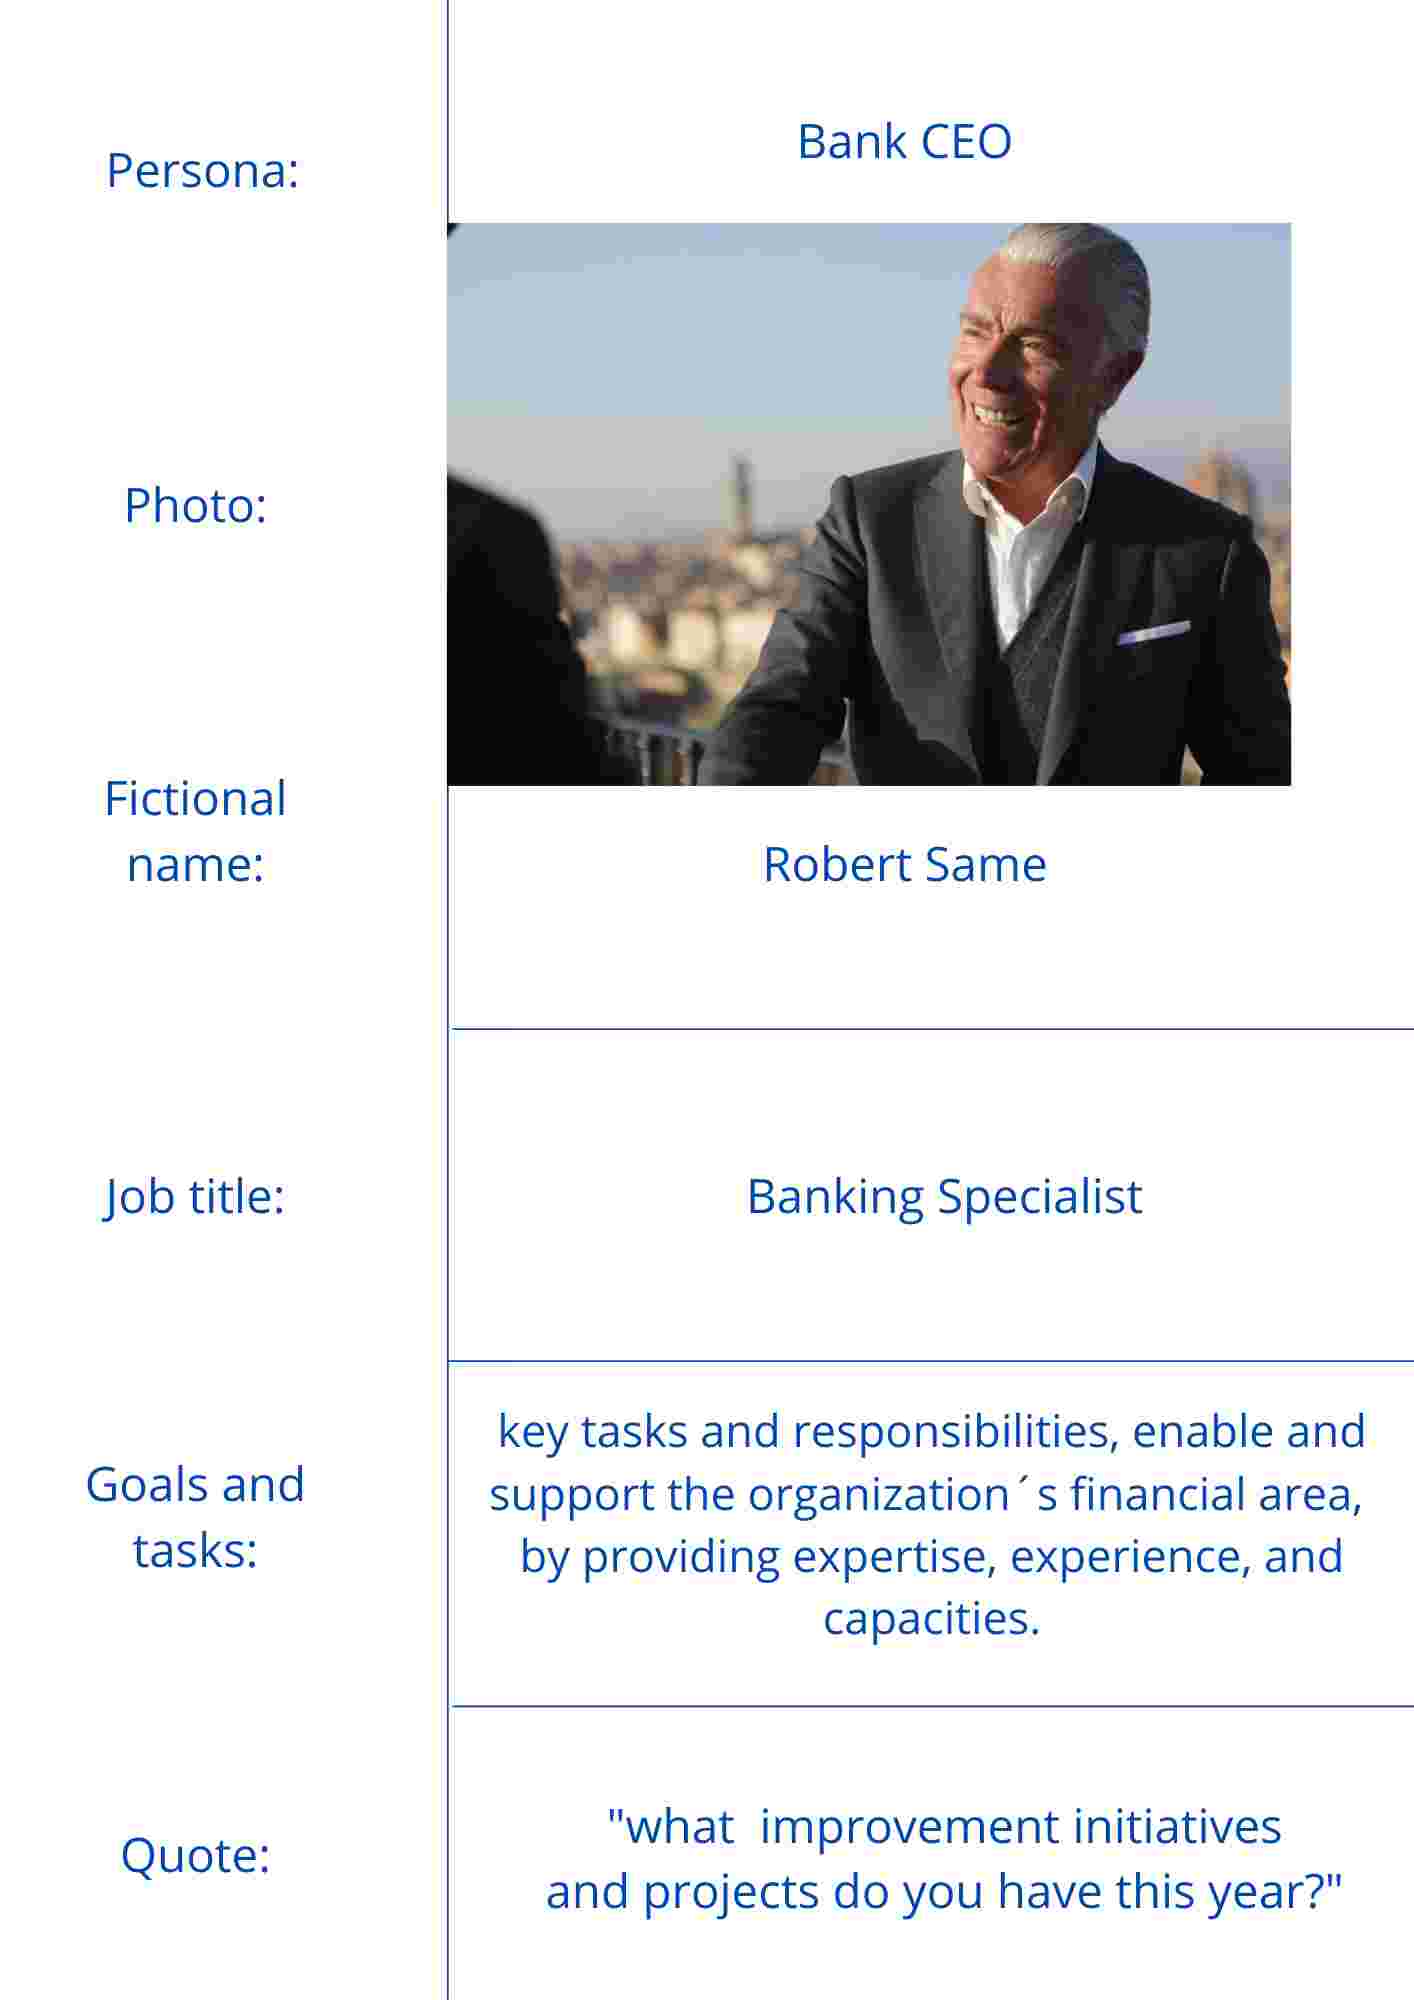 Persona:
Bank CEO
Photo:
Fictional
name:
Robert Same
Job title:
Banking Specialist
Goals and
tasks:
key tasks and responsibilities, enable and
support the organization´s financial area,
by providing expertise, experience, and
capacities.
Quote:
"what  improvement initiatives
and projects do you have this year?"